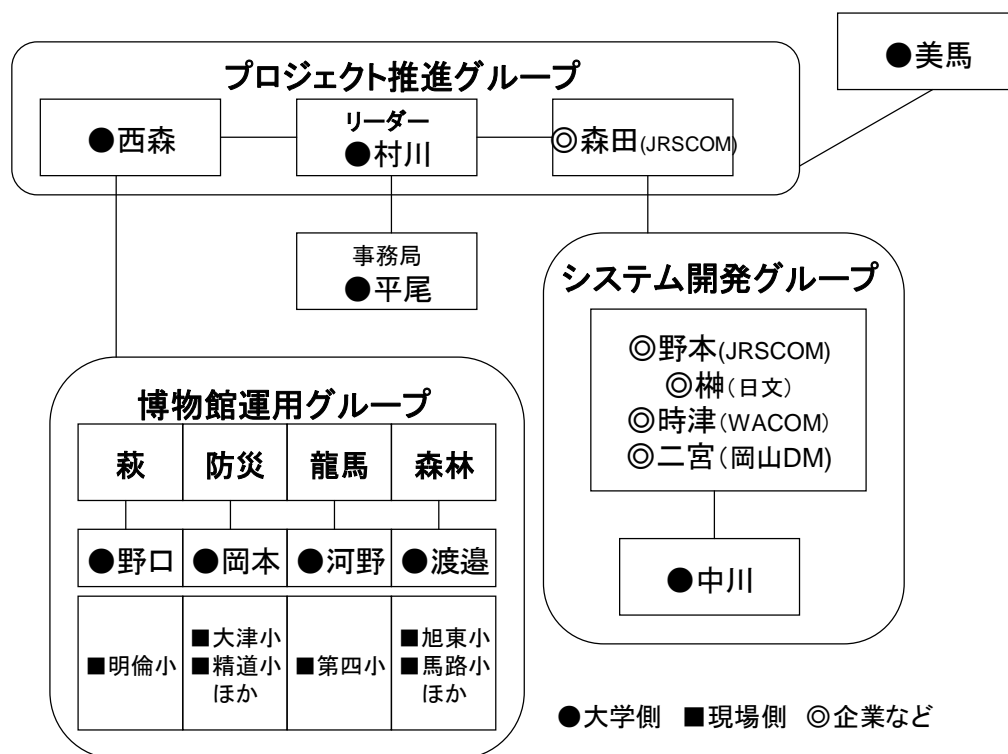 ●美馬
プロジェクト推進グループ
●西森
リーダー
●村川
◎森田(JRSCOM)
事務局
●平尾
システム開発グループ
◎野本(JRSCOM)
◎榊(日文)
◎時津(WACOM)
◎二宮(岡山DM)
●中川
博物館運用グループ
萩 防災 龍馬 森林
●野口 ●岡本 ●河野 ●渡邉
■明倫小
■大津小
■精道小
ほか
■第四小
■旭東小
■馬路小
ほか
●大学側 ■現場側 ◎企業など